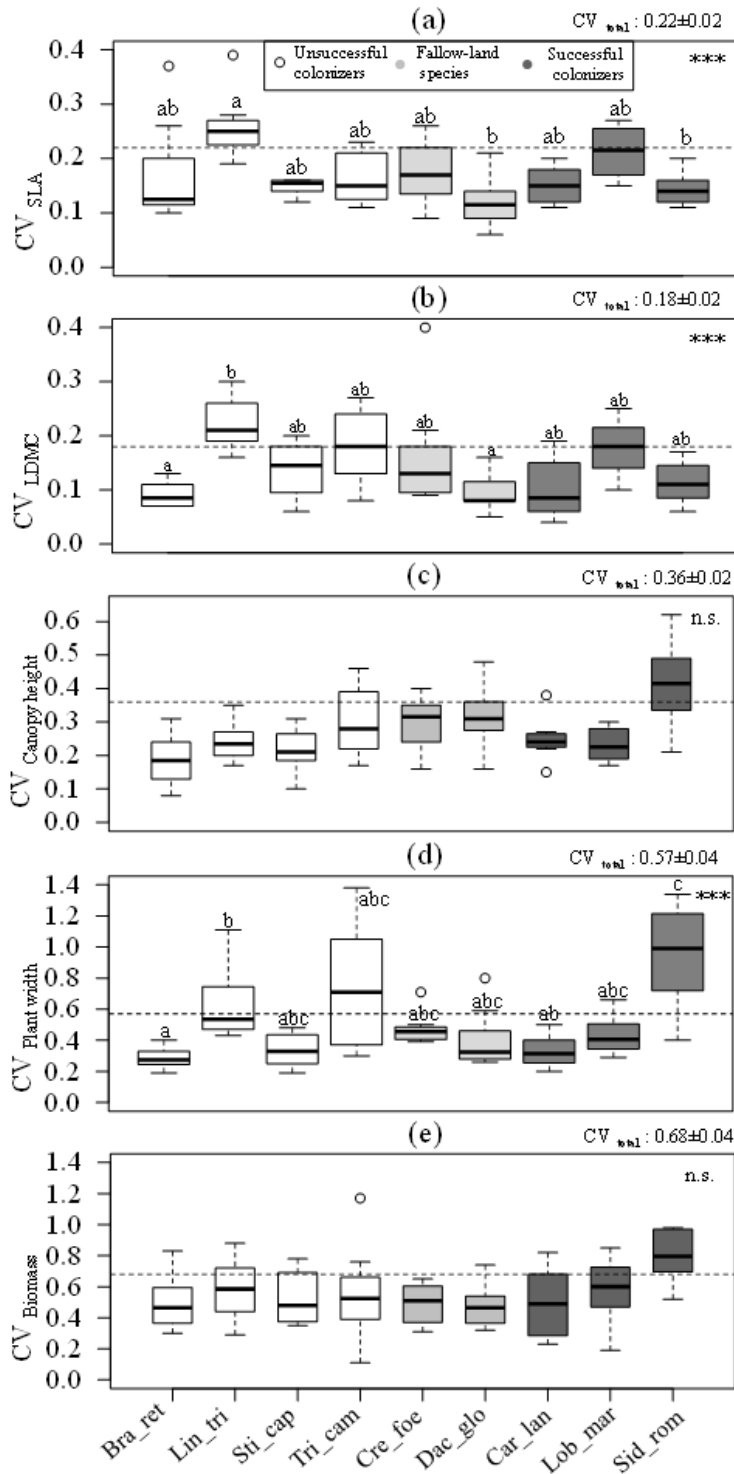 (a)
CV total : 0.22±0.02
Unsuccessful colonizers
Fallow-land species
Successful colonizers
***
0.4
0.3
0.2
0.1
0.0
CV SLA
ab
a
ab
ab
ab
b
ab
ab
b
(b)
CV total : 0.18±0.02
***
0.4
0.3
0.2
0.1
0.0
CV LDMC
a
b
ab
ab
ab
a
ab
ab
ab
(c)
CV total : 0.36±0.02
n.s.
0.6
0.5
0.4
0.3
0.2
0.1
0.0
CV Canopy height
(d)
CV total : 0.57±0.04
***
1.4
1.2
1.0
0.8
0.6
0.4
0.2
0.0
CV Plant width
a
b
abc
abc
abc
abc
ab
abc
c
(e)
CV total : 0.68±0.04
n.s.
1.4
1.2
1.0
0.8
0.6
0.4
0.2
0.0
CV Biomass
Bra_ret
Lin_tri
Sti_cap
Tri_cam
Cre_foe
Dac_glo
Car_lan
Lob_mar
Sid_rom